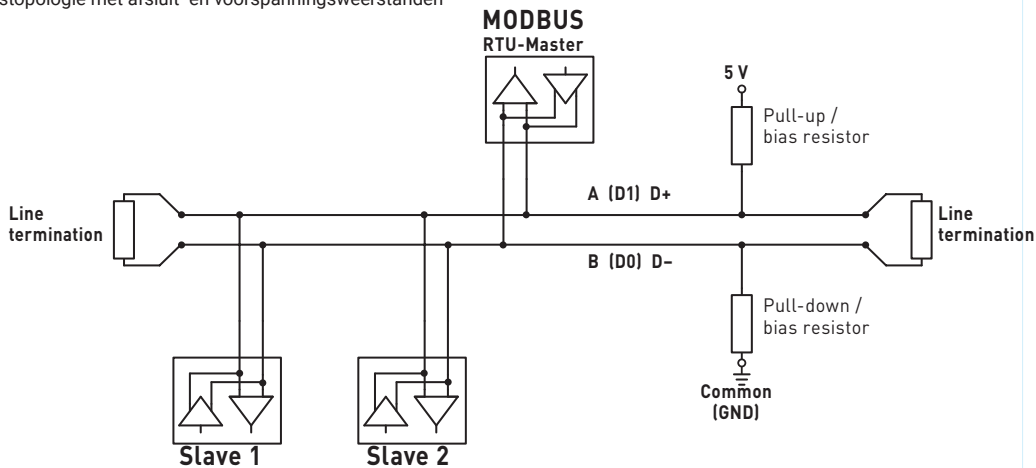 stopologie met afsluit- en voorspanningsweerstanden
MODBUS
RTU-Master
5 V
Pull-up /
bias resistor
A (D1) D+
Line
termination
Line
termination
B (D0) D–
Pull-down /
bias resistor
Common
(GND)
Slave 1
Slave 2